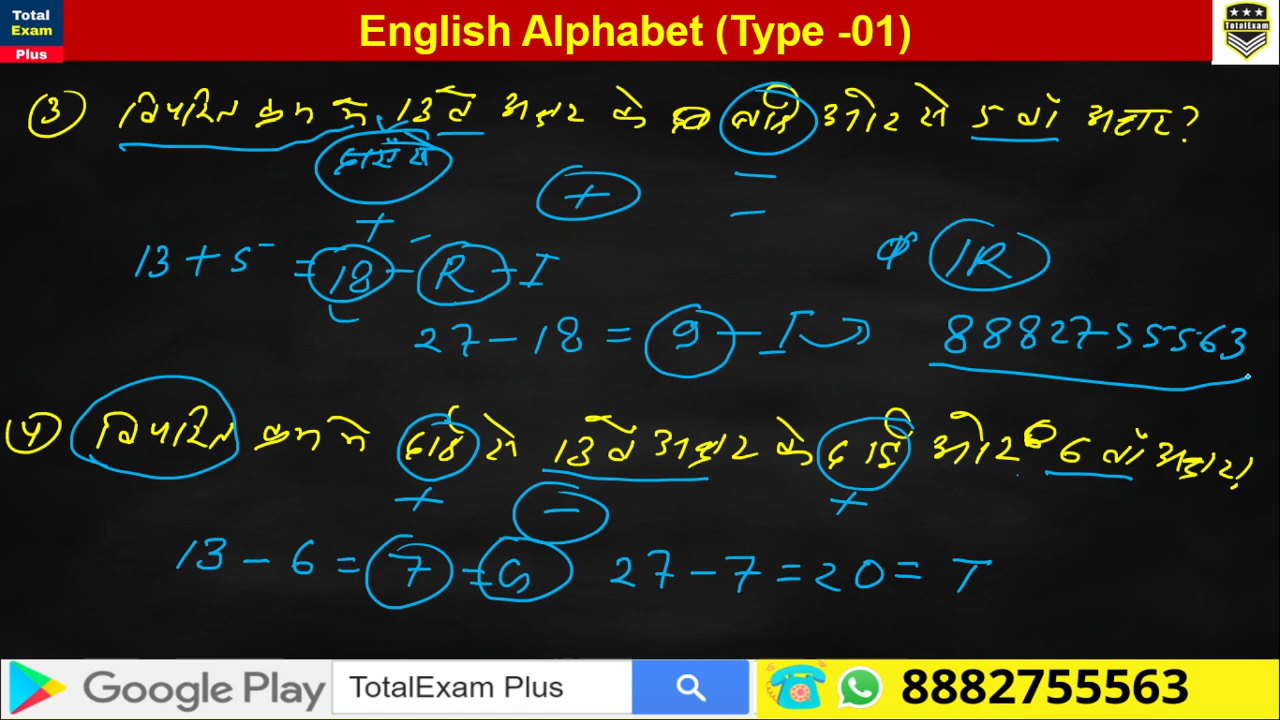 Total
Exam
Plus
English Alphabet (Type -01)
TotalExam
③ विपरित क्रम में 13 वें अक्षर के बाईं ओर से 5 वाँ अक्षर?
+ -
+ -
13 + 5 = 18 - R - I
IR
27 - 18 = 9 - I
8882755563
④ विपरित क्रम में दाईं से 13 वें अक्षर के दाईं ओर 6 वाँ अक्षर!
+ - +
13 - 6 = 7 = G 27 - 7 = 20 = T
Google Play TotalExam Plus 8882755563